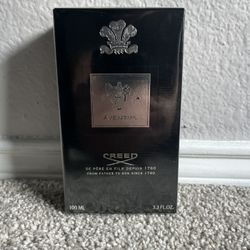 AVENTUS
CREED
DE PÈRE EN FILS DEPUIS 1760
FROM FATHER TO SON SINCE 1760
100 ML 3.3 FL.OZ.